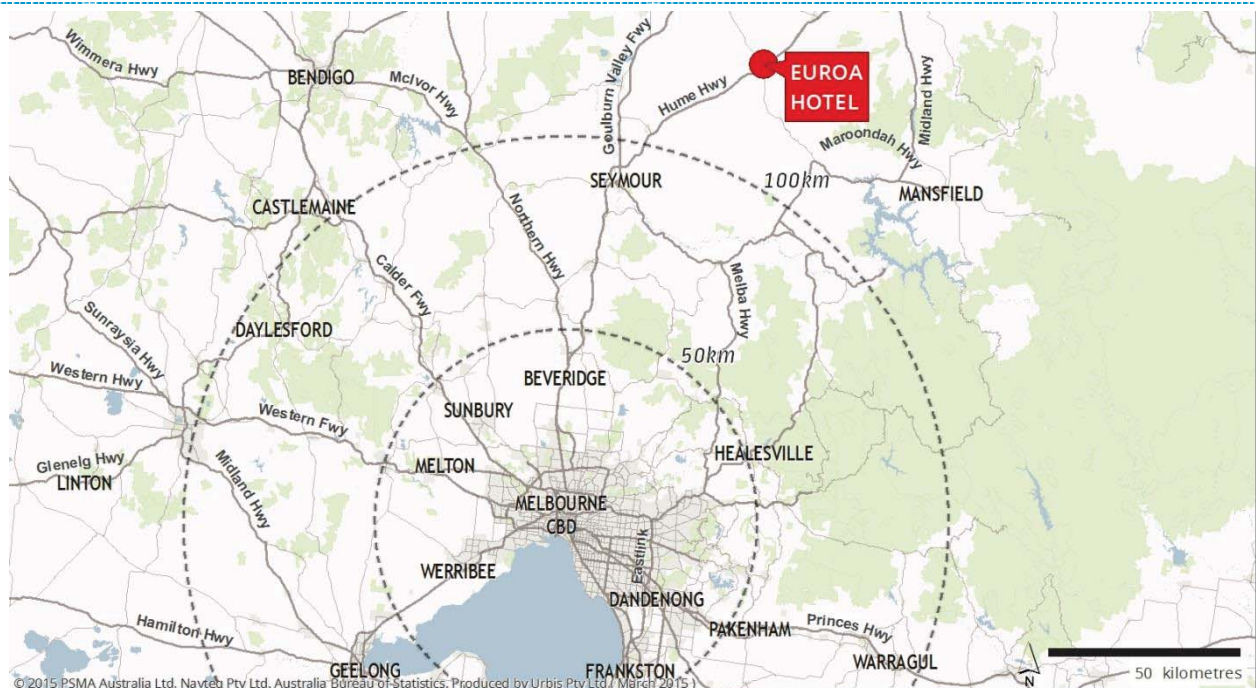 Wimmera Hwy
BENDIGO
McIvor Hwy
Goulburn Valley Fwy
Hume Hwy
EUROA
HOTEL
Midland Hwy
Maroondah Hwy
SEYMOUR
100km
MANSFIELD
CASTLEMAINE
Northern Hwy
Calder Fwy
Melba Hwy
Sunraysia Hwy
DAYLESFORD
50km
Western Hwy
BEVERIDGE
SUNBURY
Western Fwy
HEALESVILLE
Glenelg Hwy
LINTON
Midland Hwy
MELTON
MELBOURNE
CBD
Eastlink
WERRIBEE
DANDENONG
PAKENHAM
Princes Hwy
Hamilton Hwy
GEELONG
FRANKSTON
WARRAGUL
N
50 kilometres
© 2015 PSMA Australia Ltd, Navteq Pty Ltd, Australia Bureau of Statistics. Produced by Urbis Pty Ltd ( March 2015 )